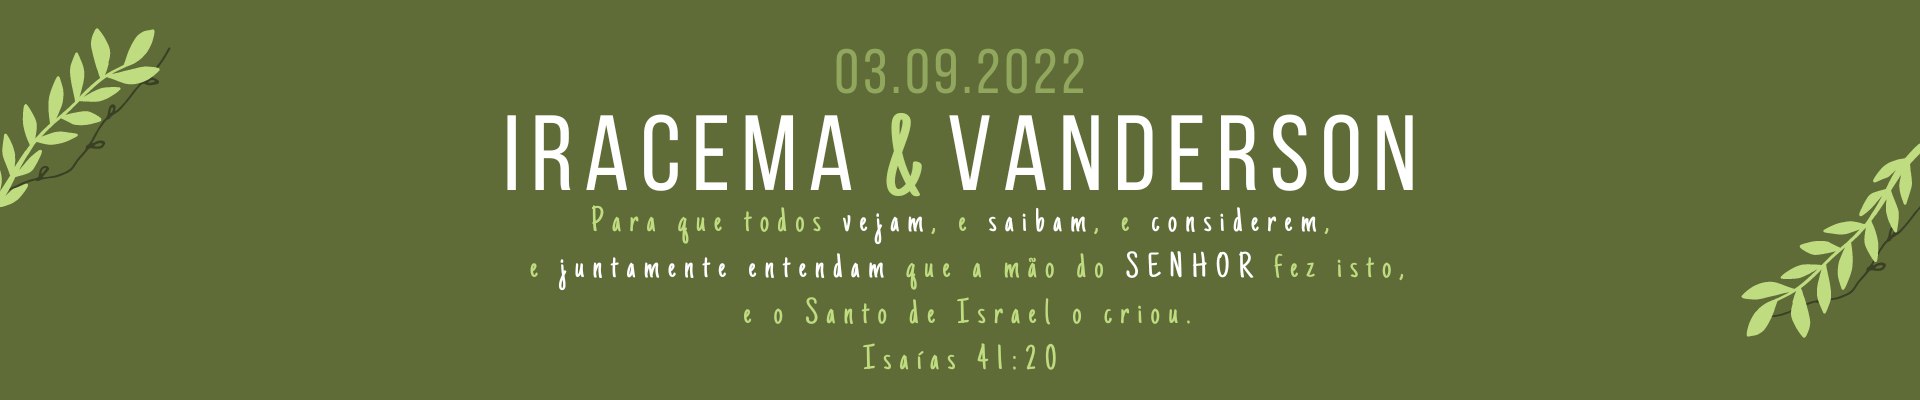 03.09.2022
IRACEMA & VANDERSON
Para que todos vejam, e saibam, e considerem,
e juntamente entendam que a mão do SENHOR fez isto,
e o Santo de Israel o criou.
Isaías 41:20